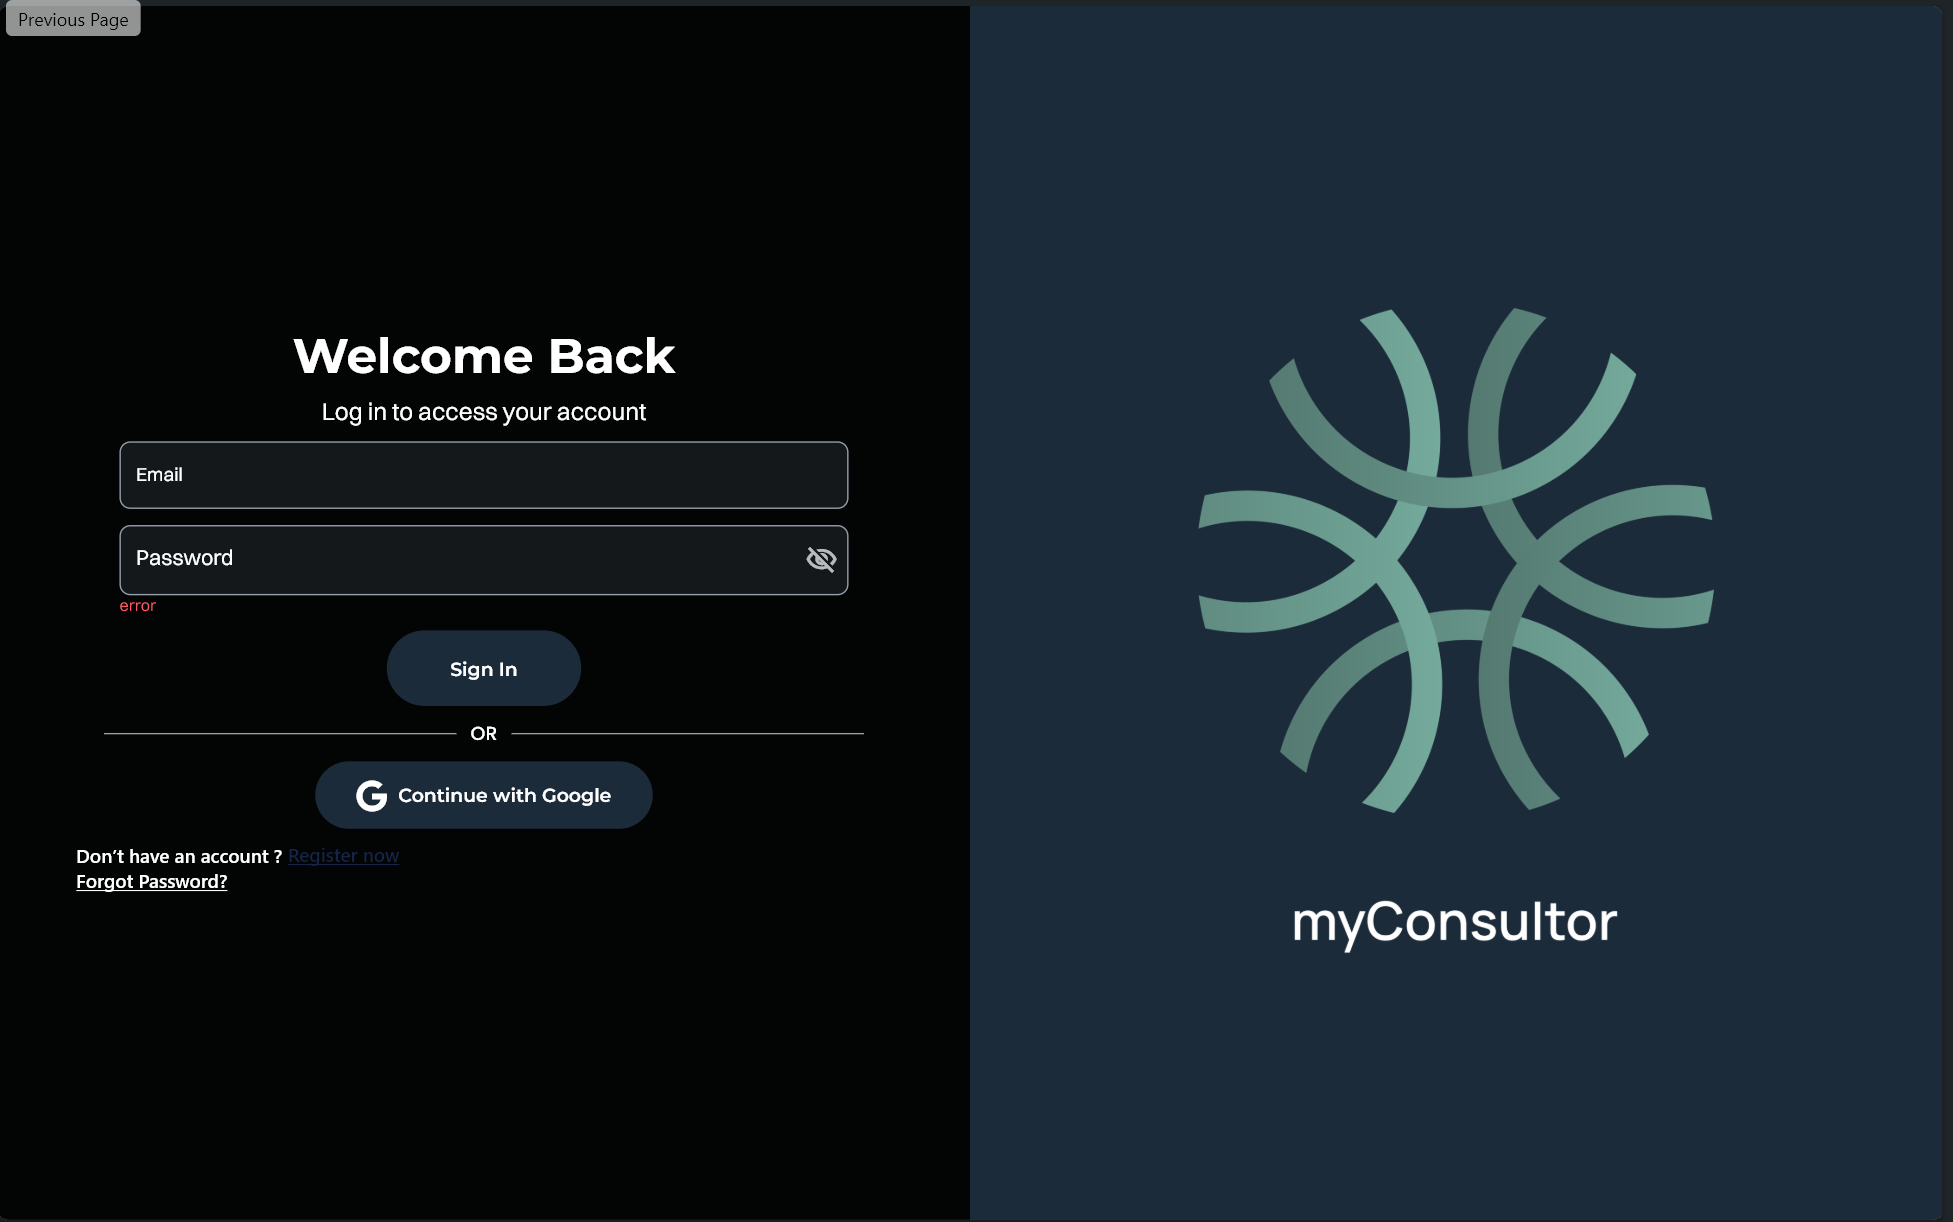 Previous Page
Welcome Back
Log in to access your account
Email
Password
error
Sign In
OR
Continue with Google
Don't have an account ? Register now
Forgot Password?
myConsultor